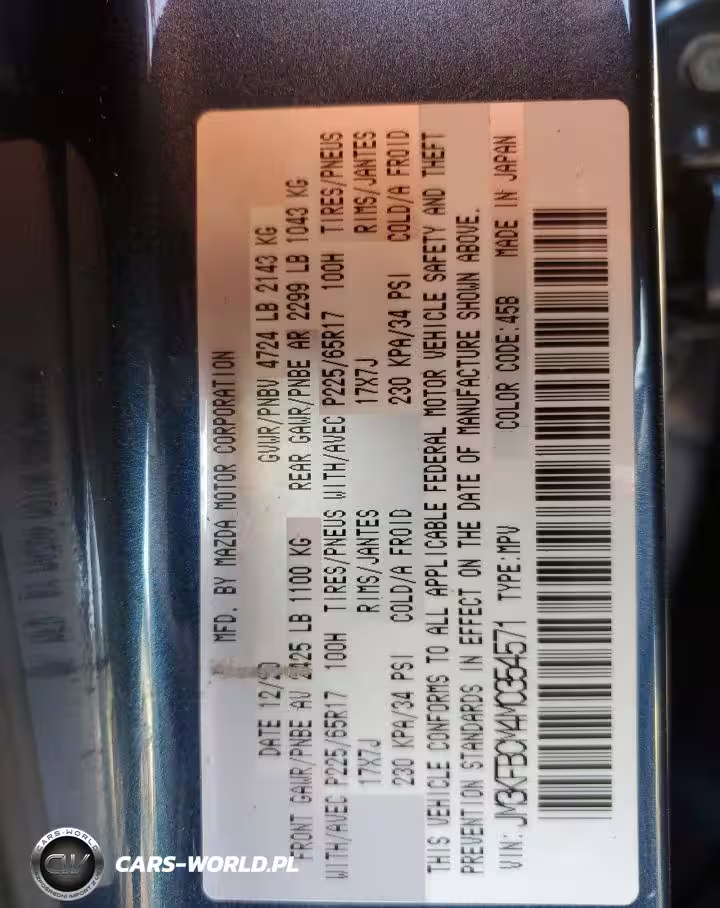 MFD. BY MAZDA MOTOR CORPORATION
DATE 12/20 GVWR/PNBV 4724 LB 2143 KG
FRONT GAWR/PNBE AV 2425 LB 1100 KG REAR GAWR/PNBE AR 2299 LB 1043 KG
WITH/AVEC P225/65R17 100H TIRES/PNEUS WITH/AVEC P225/65R17 100H TIRES/PNEUS
17X7J RIMS/JANTES 17X7J RIMS/JANTES
230 KPA/34 PSI COLD/A FROID 230 KPA/34 PSI COLD/A FROID
THIS VEHICLE CONFORMS TO ALL APPLICABLE FEDERAL MOTOR VEHICLE SAFETY AND THEFT
PREVENTION STANDARDS IN EFFECT ON THE DATE OF MANUFACTURE SHOWN ABOVE.
VIN: JM3KFBCM4M0354571 TYPE:MPV COLOR CODE:45B MADE IN JAPAN
CARS-WORLD
CW
CARS-WORLD.PL